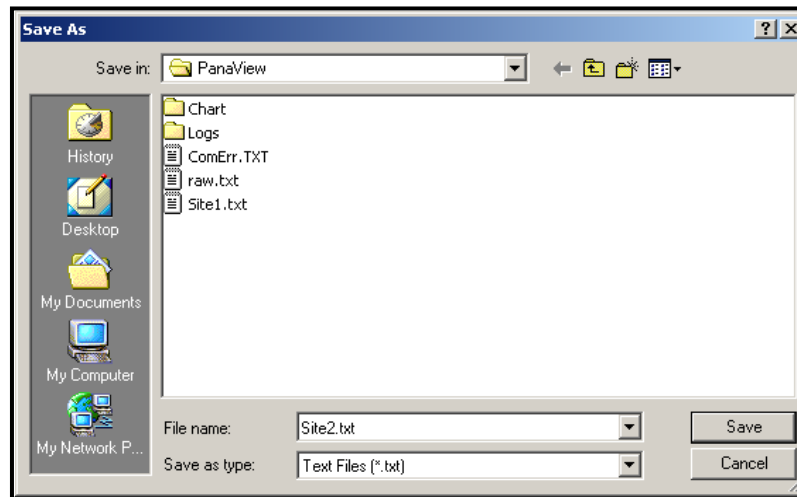 Save As
Save in: PanaView
History
Desktop
My Documents
My Computer
My Network P...
Chart
Logs
ComErr.TXT
raw.txt
Site1.txt
File name: Site2.txt
Save
Save as type: Text Files (*.txt)
Cancel